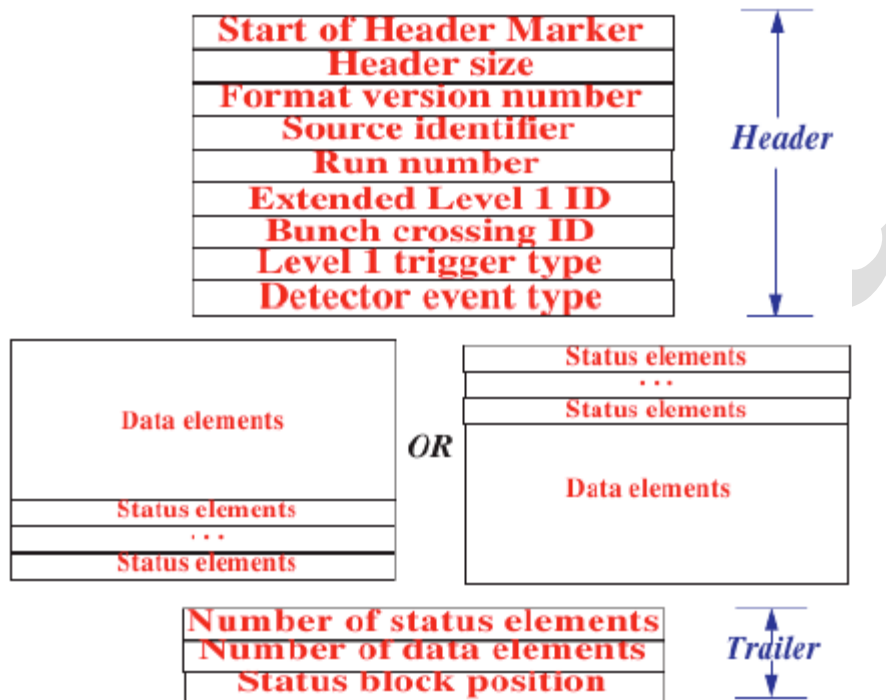 Start of Header Marker
Header size
Format version number
Source identifier
Run number
Extended Level 1 ID
Bunch crossing ID
Level 1 trigger type
Detector event type
Header
Data elements
Status elements
...
Status elements
OR
Status elements
...
Status elements
Data elements
Number of status elements
Number of data elements
Status block position
Trailer